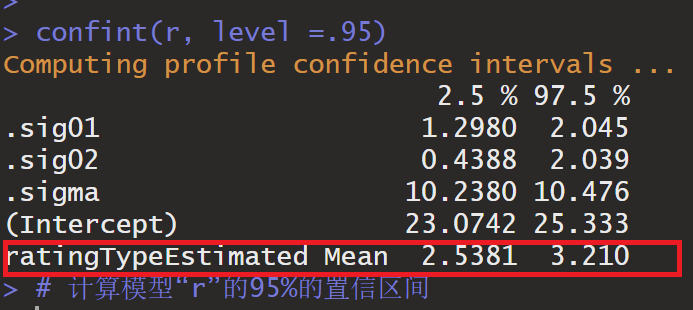 >
> confint(r, level =.95)
Computing profile confidence intervals ...
2.5 % 97.5 %
.sig01 1.2980 2.045
.sig02 0.4388 2.039
.sigma 10.2380 10.476
(Intercept) 23.0742 25.333
ratingTypeEstimated Mean 2.5381 3.210
> # 计算模型“r”的95%的置信区间